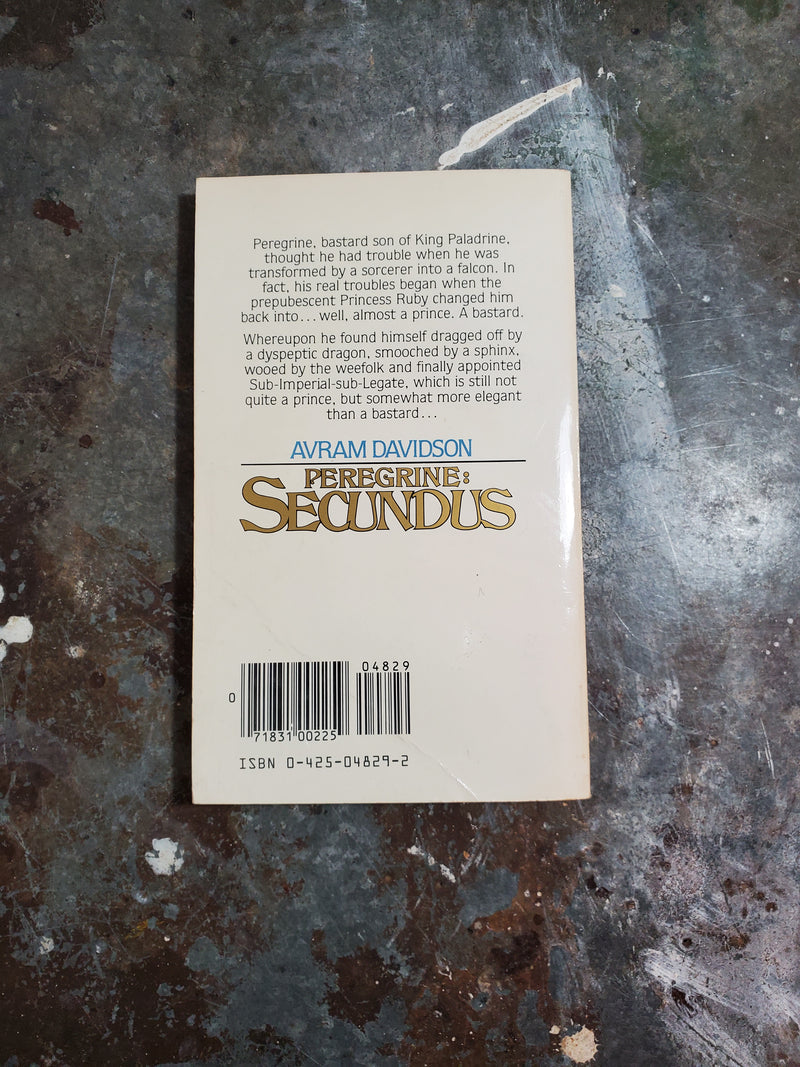 Peregrine, bastard son of King Paladrine,
thought he had trouble when he was
transformed by a sorcerer into a falcon. In
fact, his real troubles began when the
prepubescent Princess Ruby changed him
back into... well, almost a prince. A bastard.
Whereupon he found himself dragged off by
a dyspeptic dragon, smooched by a sphinx,
wooed by the weefolk and finally appointed
Sub-Imperial-sub-Legate, which is still not
quite a prince, but somewhat more elegant
than a bastard...
AVRAM DAVIDSON
PEREGRINE:
SECUNDUS
04829
0
71831 00225
ISBN 0-425-04829-2